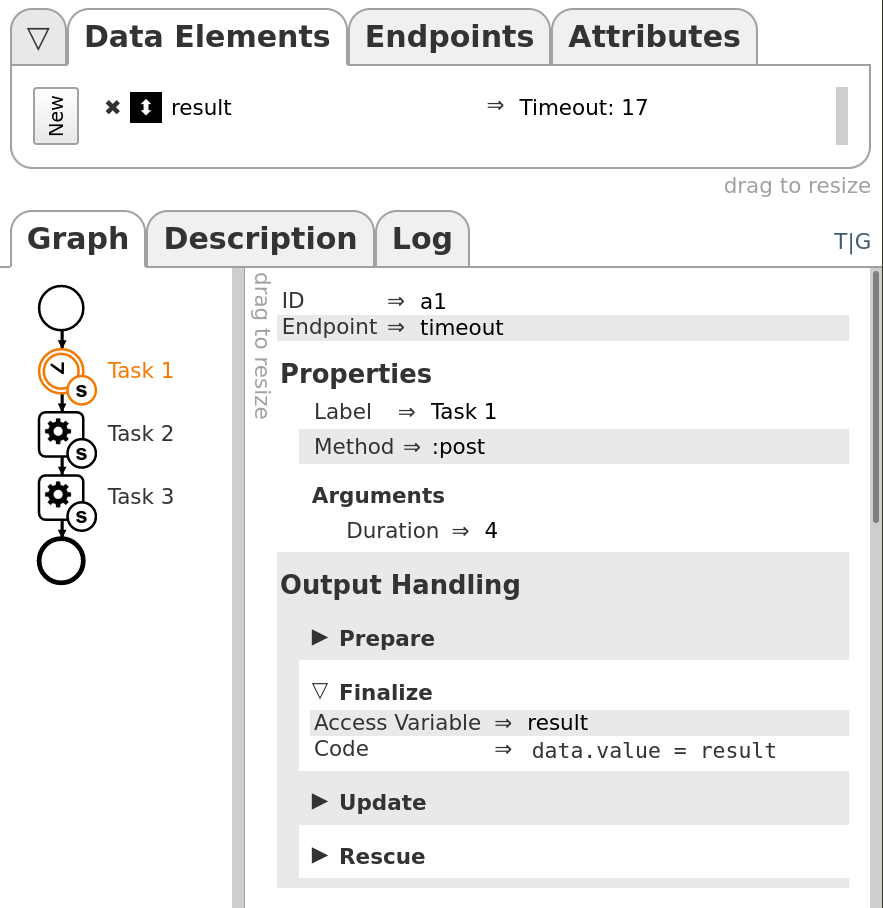 ▽ Data Elements Endpoints Attributes
New ✖ ⬍ result ⇒ Timeout: 17
drag to resize
Graph Description Log T|G
drag to resize
Task 1
S
Task 2
S
Task 3
S
ID ⇒ a1
Endpoint ⇒ timeout
Properties
Label ⇒ Task 1
Method ⇒ :post
Arguments
Duration ⇒ 4
Output Handling
▶ Prepare
▽ Finalize
Access Variable ⇒ result
Code ⇒ data.value = result
▶ Update
▶ Rescue